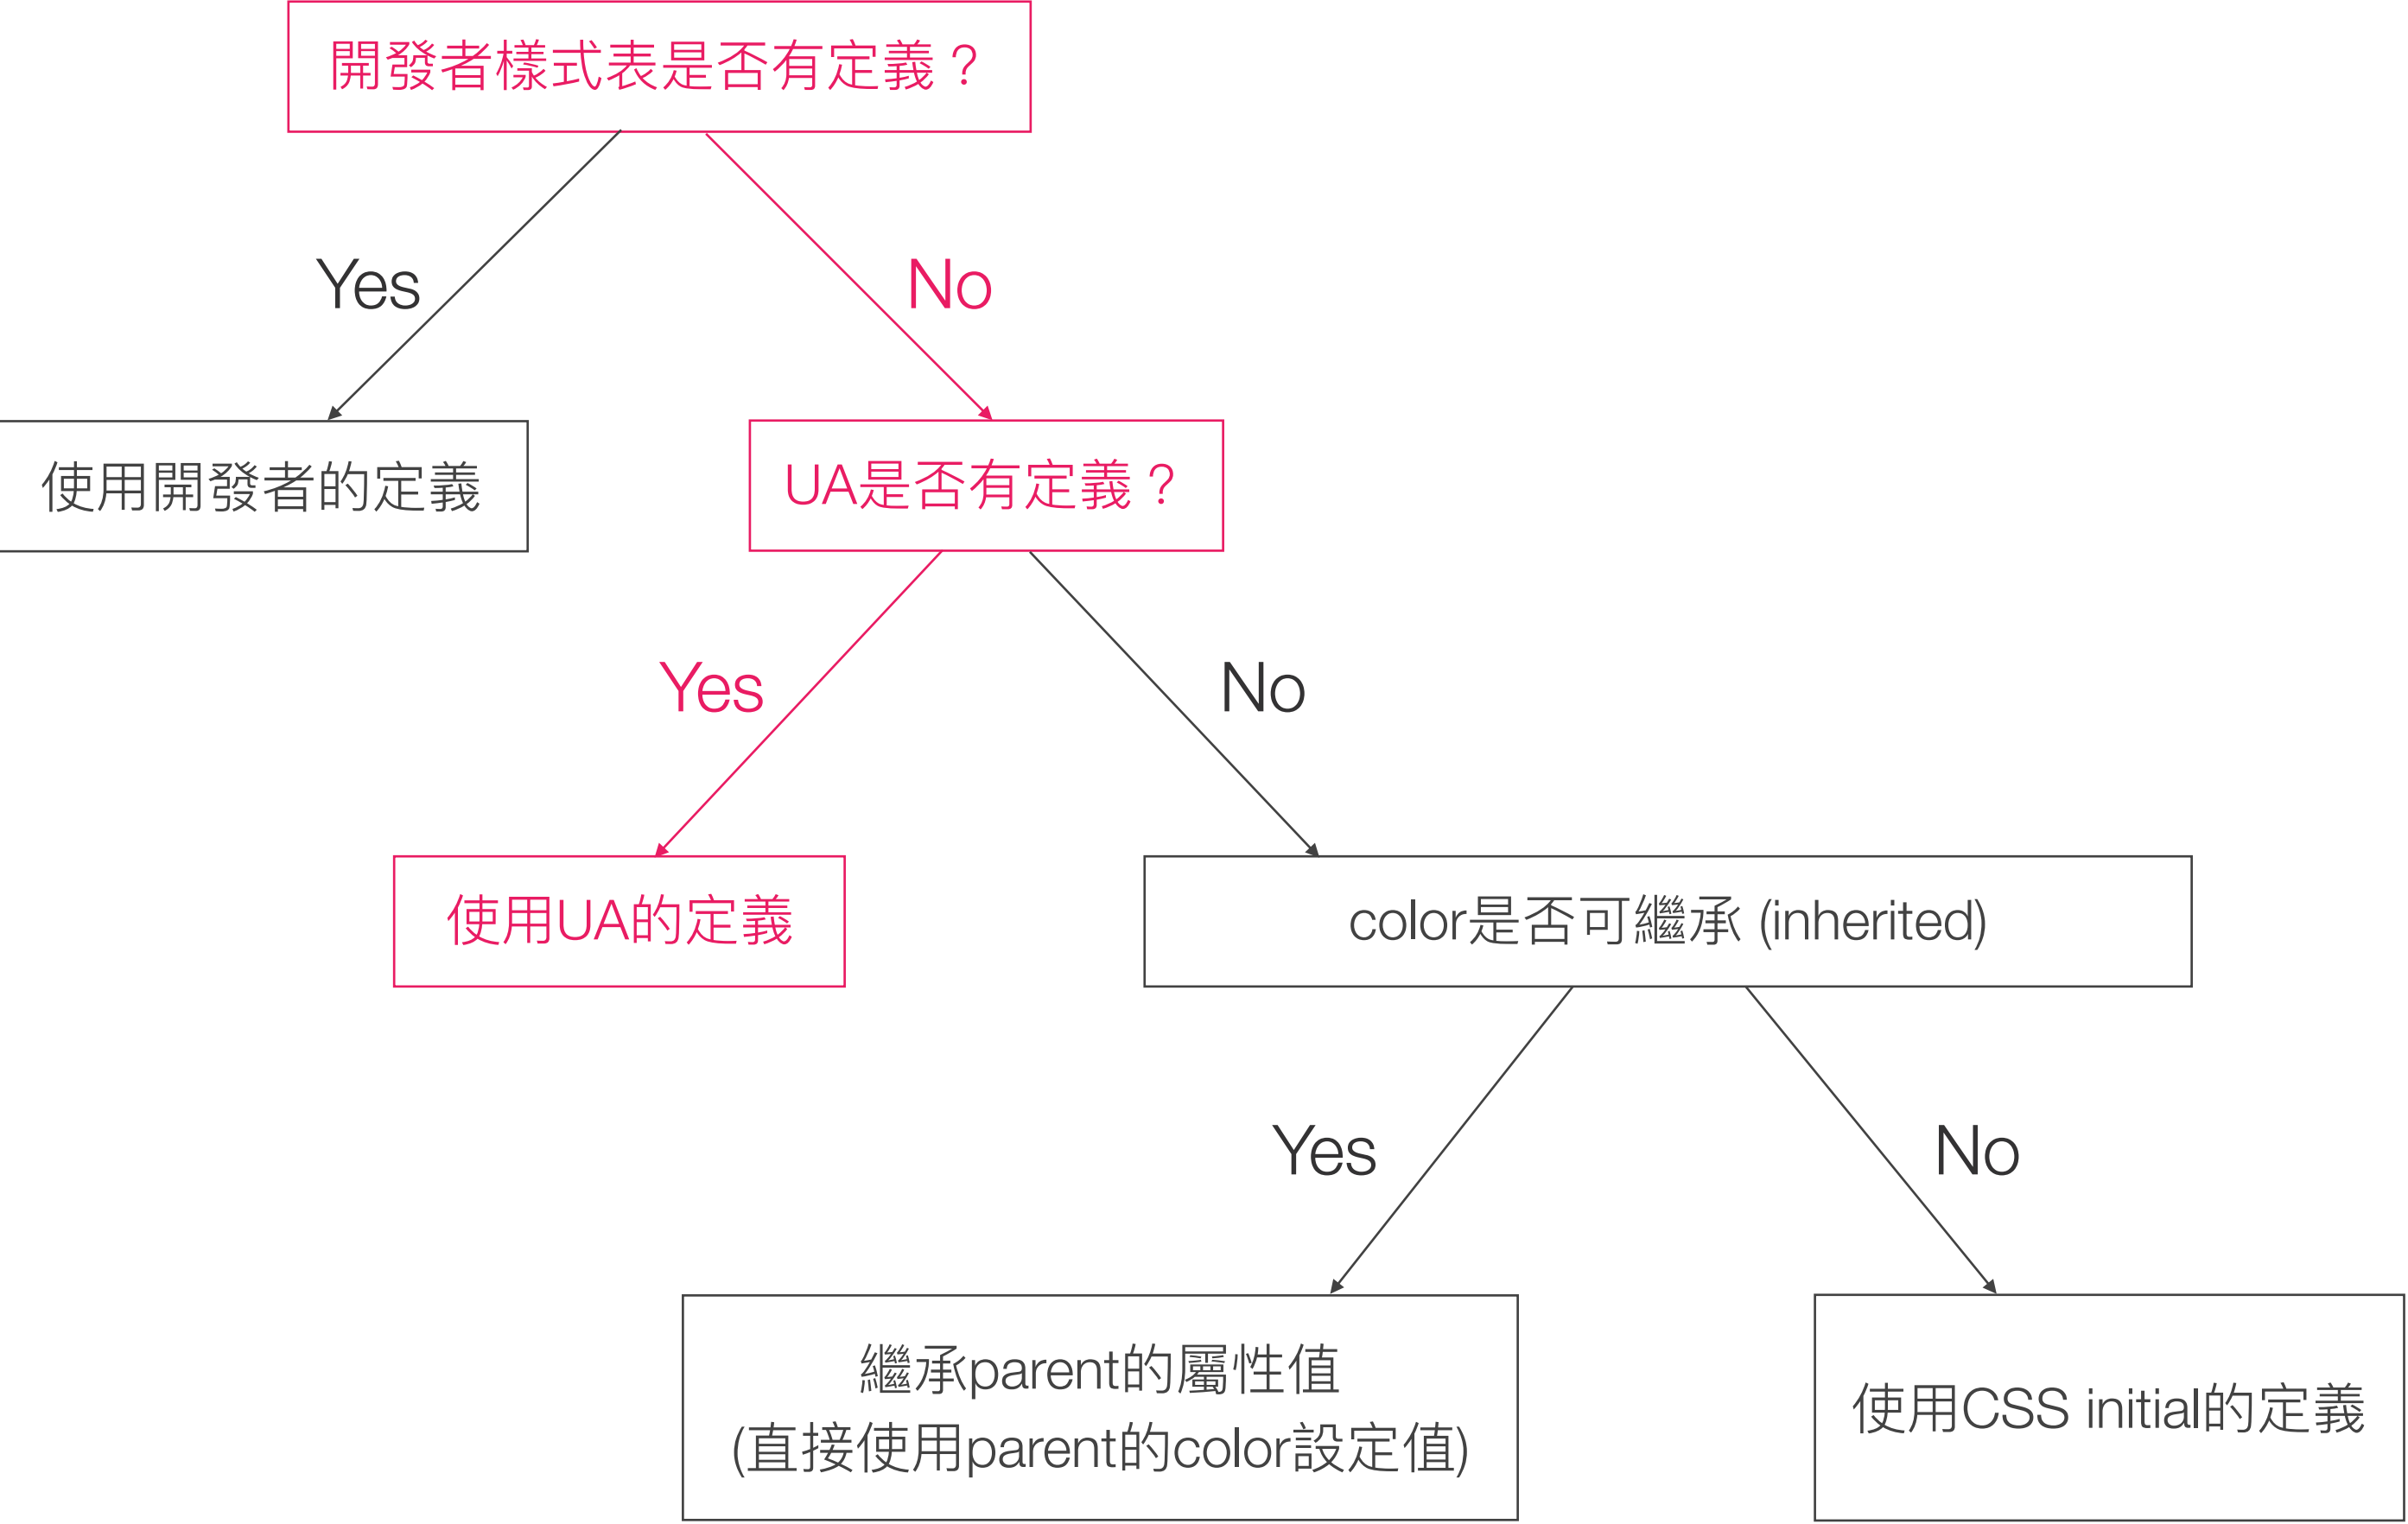 開發者樣式表是否有定義？
Yes
No
使用開發者的定義
UA是否有定義？
Yes
No
使用UA的定義
color是否可繼承 (inherited)
Yes
No
繼承parent的屬性值
(直接使用paarent的color設定值)
使用CSS initial的定義